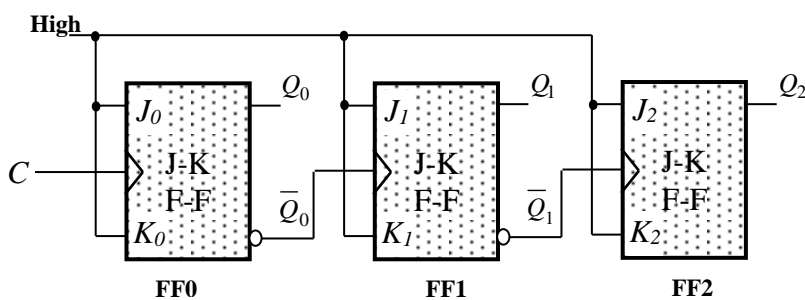 High
Q₀ Q₁ Q₂
J₀ J₁ J₂
C J-K J-K J-K
F-F F-F F-F
Q̅₀ Q̅₁
K₀ K₁ K₂
FF0 FF1 FF2